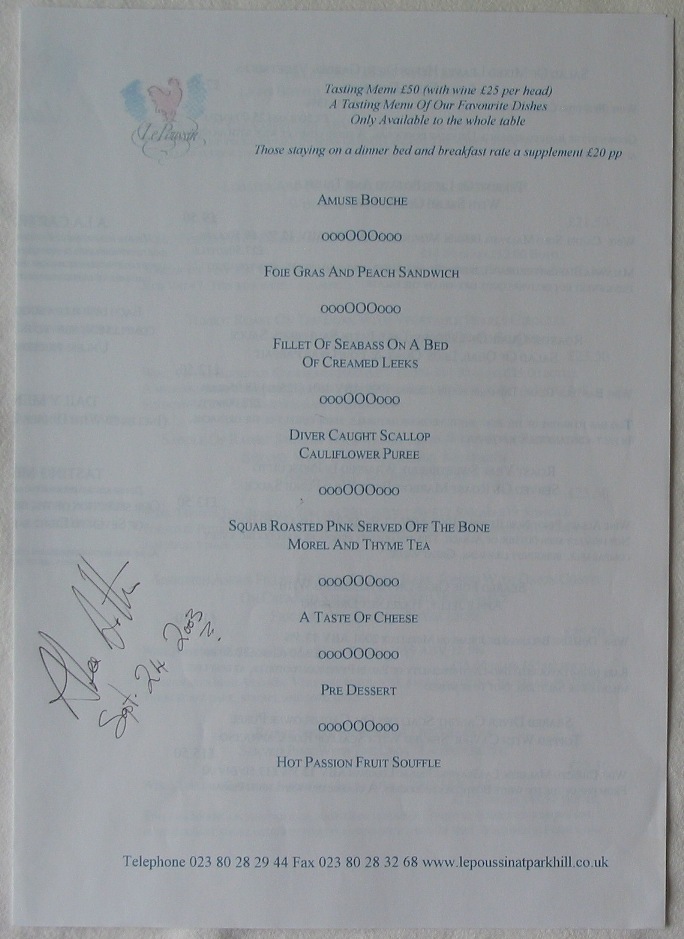 Le Poussin
Tasting Menu £50 (with wine £25 per head)
A Tasting Menu Of Our Favourite Dishes
Only Available to the whole table
Those staying on a dinner bed and breakfast rate a supplement £20 pp
AMUSE BOUCHE
oooOOOooo
FOIE GRAS AND PEACH SANDWICH
oooOOOooo
FILLET OF SEABASS ON A BED
OF CREAMED LEEKS
oooOOOooo
DIVER CAUGHT SCALLOP
CAULIFLOWER PUREE
oooOOOooo
SQUAB ROASTED PINK SERVED OFF THE BONE
MOREL AND THYME TEA
oooOOOooo
A TASTE OF CHEESE
oooOOOooo
PRE DESSERT
oooOOOooo
HOT PASSION FRUIT SOUFFLE
Sept. 24 2003
Telephone 023 80 28 29 44 Fax 023 80 28 32 68 www.lepoussinatparkhill.co.uk